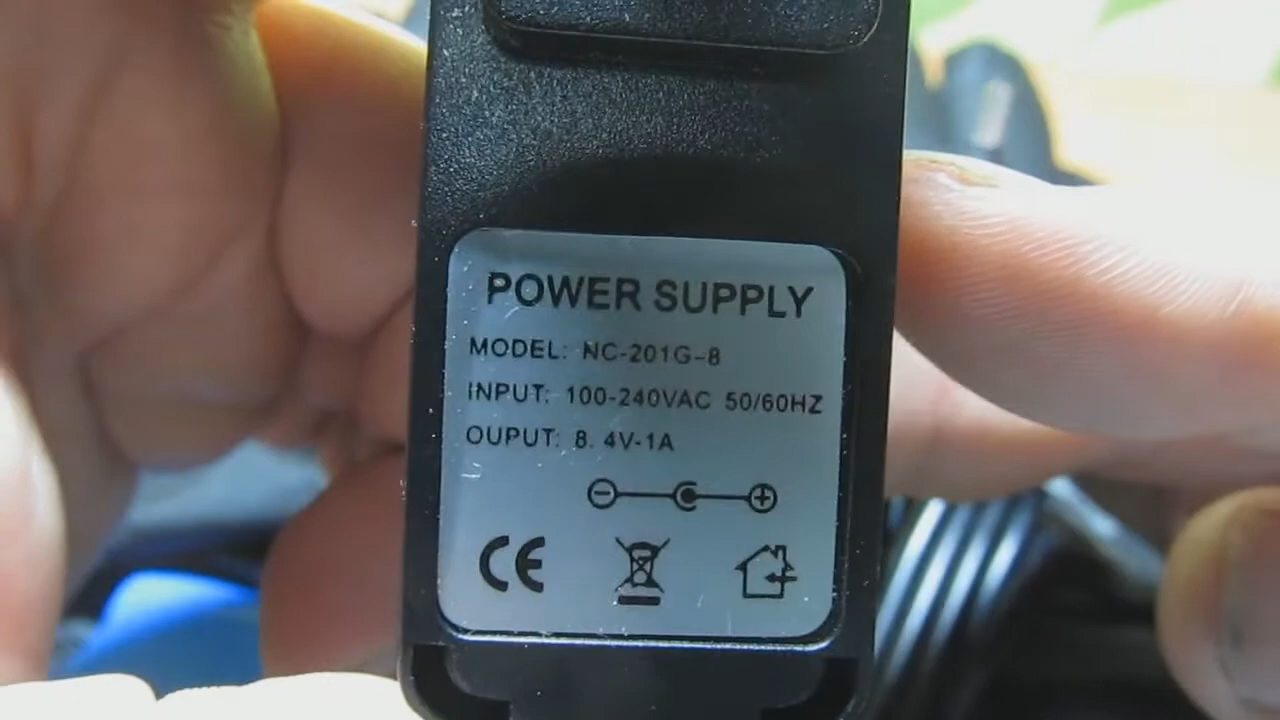 POWER SUPPLY
MODEL: NC-201G-8
INPUT: 100-240VAC 50/60HZ
OUPUT: 8. 4V-1A
CE